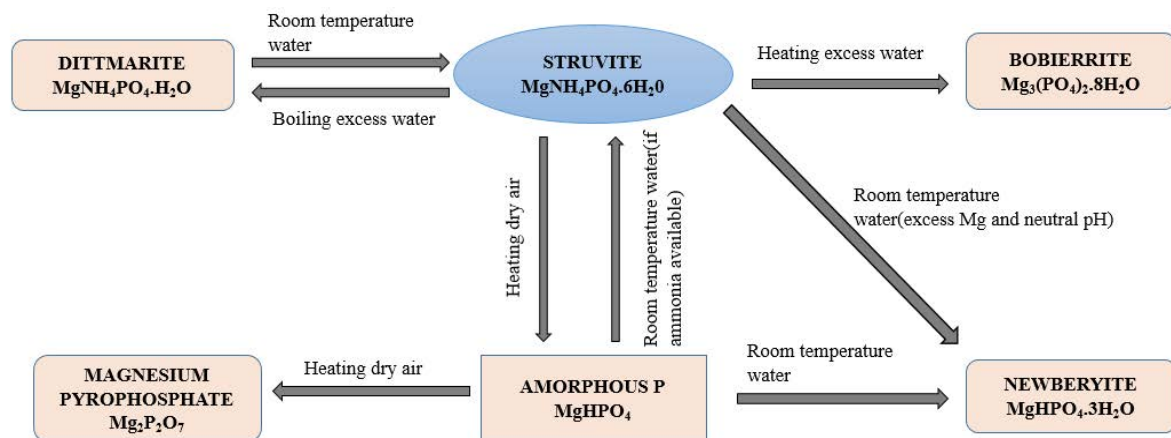 Room temperature
water
DITTMARITE
MgNH₄PO₄.H₂O
Boiling excess water
STRUVITE
MgNH₄PO₄.6H₂0
Heating excess water
BOBIERRITE
Mg₃(PO₄)₂.8H₂O
Heating dry air
Room temperature water(if
ammonia available)
Room temperature
water(excess Mg and neutral pH)
MAGNESIUM
PYROPHOSPHATE
Mg₂P₂O₇
Heating dry air
AMORPHOUS P
MgHPO₄
Room temperature
water
NEWBERYITE
MgHPO₄.3H₂O